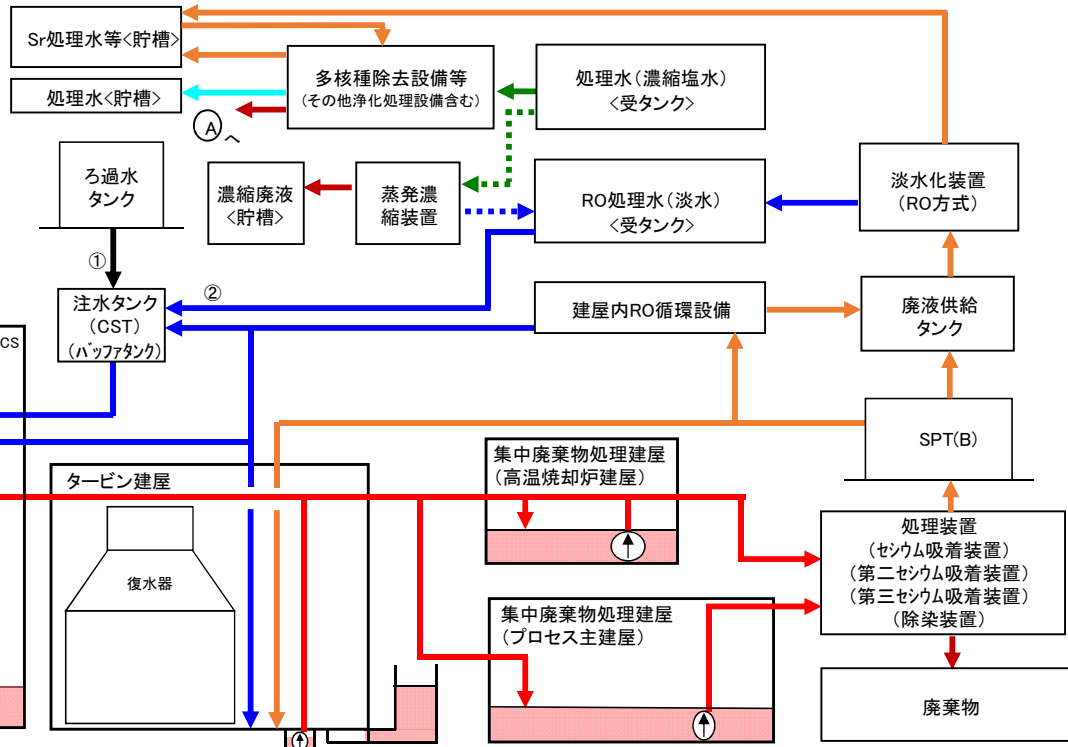 Sr処理水等<貯槽>
処理水<貯槽>
多核種除去設備等
(その他浄化処理設備含む)
A
へ
処理水(濃縮塩水)
<受タンク>
ろ過水
タンク
濃縮廃液
<貯槽>
蒸発濃
縮装置
RO処理水(淡水)
<受タンク>
淡水化装置
(RO方式)
①
②
注水タンク
(CST)
(バッファタンク)
建屋内RO循環設備
廃液供給
タンク
CS
SPT(B)
タービン建屋
復水器
集中廃棄物処理建屋
(高温焼却炉建屋)
集中廃棄物処理建屋
(プロセス主建屋)
処理装置
(セシウム吸着装置)
(第二セシウム吸着装置)
(第三セシウム吸着装置)
(除染装置)
廃棄物